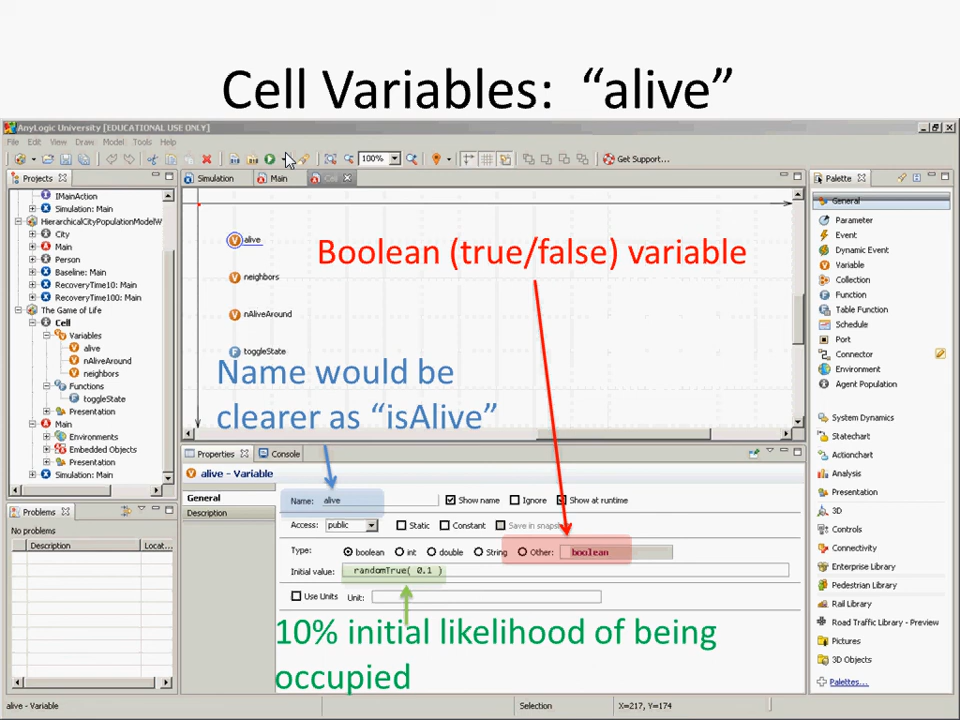 Cell Variables: “alive”
AnyLogic University [EDUCATIONAL USE ONLY]
File Edit View Draw Model Tools Help
100% Get Support...
Projects
IMainAction
Simulation: Main
HierarchicalCityPopulationModelW
City
Main
Person
Baseline: Main
RecoveryTime10: Main
RecoveryTime100: Main
The Game of Life
Cell
Variables
alive
nAliveAround
neighbors
Functions
toggleState
Presentation
Main
Environments
Embedded Objects
Presentation
Simulation: Main
Problems
No problems
Description Locat...
Simulation Main Cell
alive
neighbors
nAliveAround
toggleState
Boolean (true/false) variable
Name would be
clearer as “isAlive”
Properties Console
alive - Variable
General
Description
Name: alive Show name Ignore Show at runtime
Access: public Static Constant Save in snapsh
Type: boolean int double String Other: boolean
Initial value: randomTrue( 0.1 )
Use Units Unit:
10% initial likelihood of being
occupied
Palette
General
Parameter
Event
Dynamic Event
Variable
Collection
Function
Table Function
Schedule
Port
Connector
Environment
Agent Population
System Dynamics
Statechart
Actionchart
Analysis
Presentation
3D
Controls
Connectivity
Enterprise Library
Pedestrian Library
Rail Library
Road Traffic Library - Preview
Pictures
3D Objects
Palettes...
alive - Variable Selection X=217, Y=174